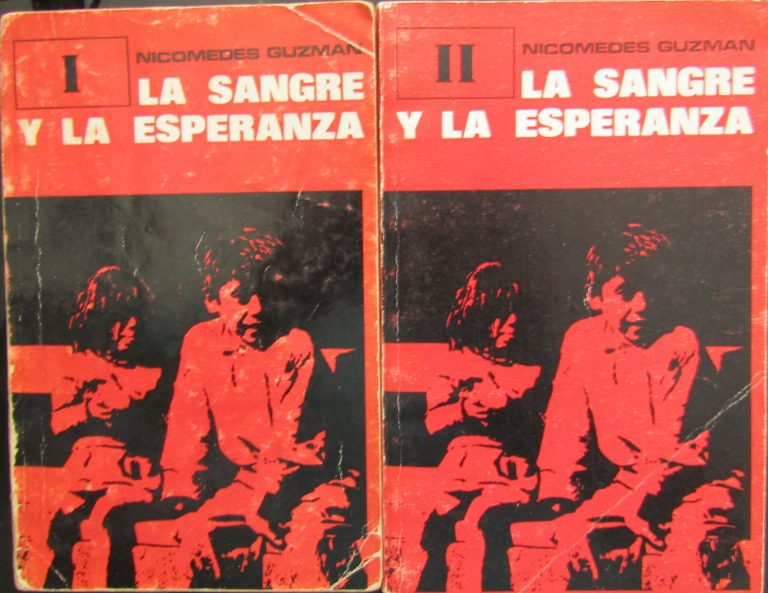 I
NICOMEDES GUZMAN
LA SANGRE
Y LA ESPERANZA
II
NICOMEDES GUZMAN
LA SANGRE
Y LA ESPERANZA